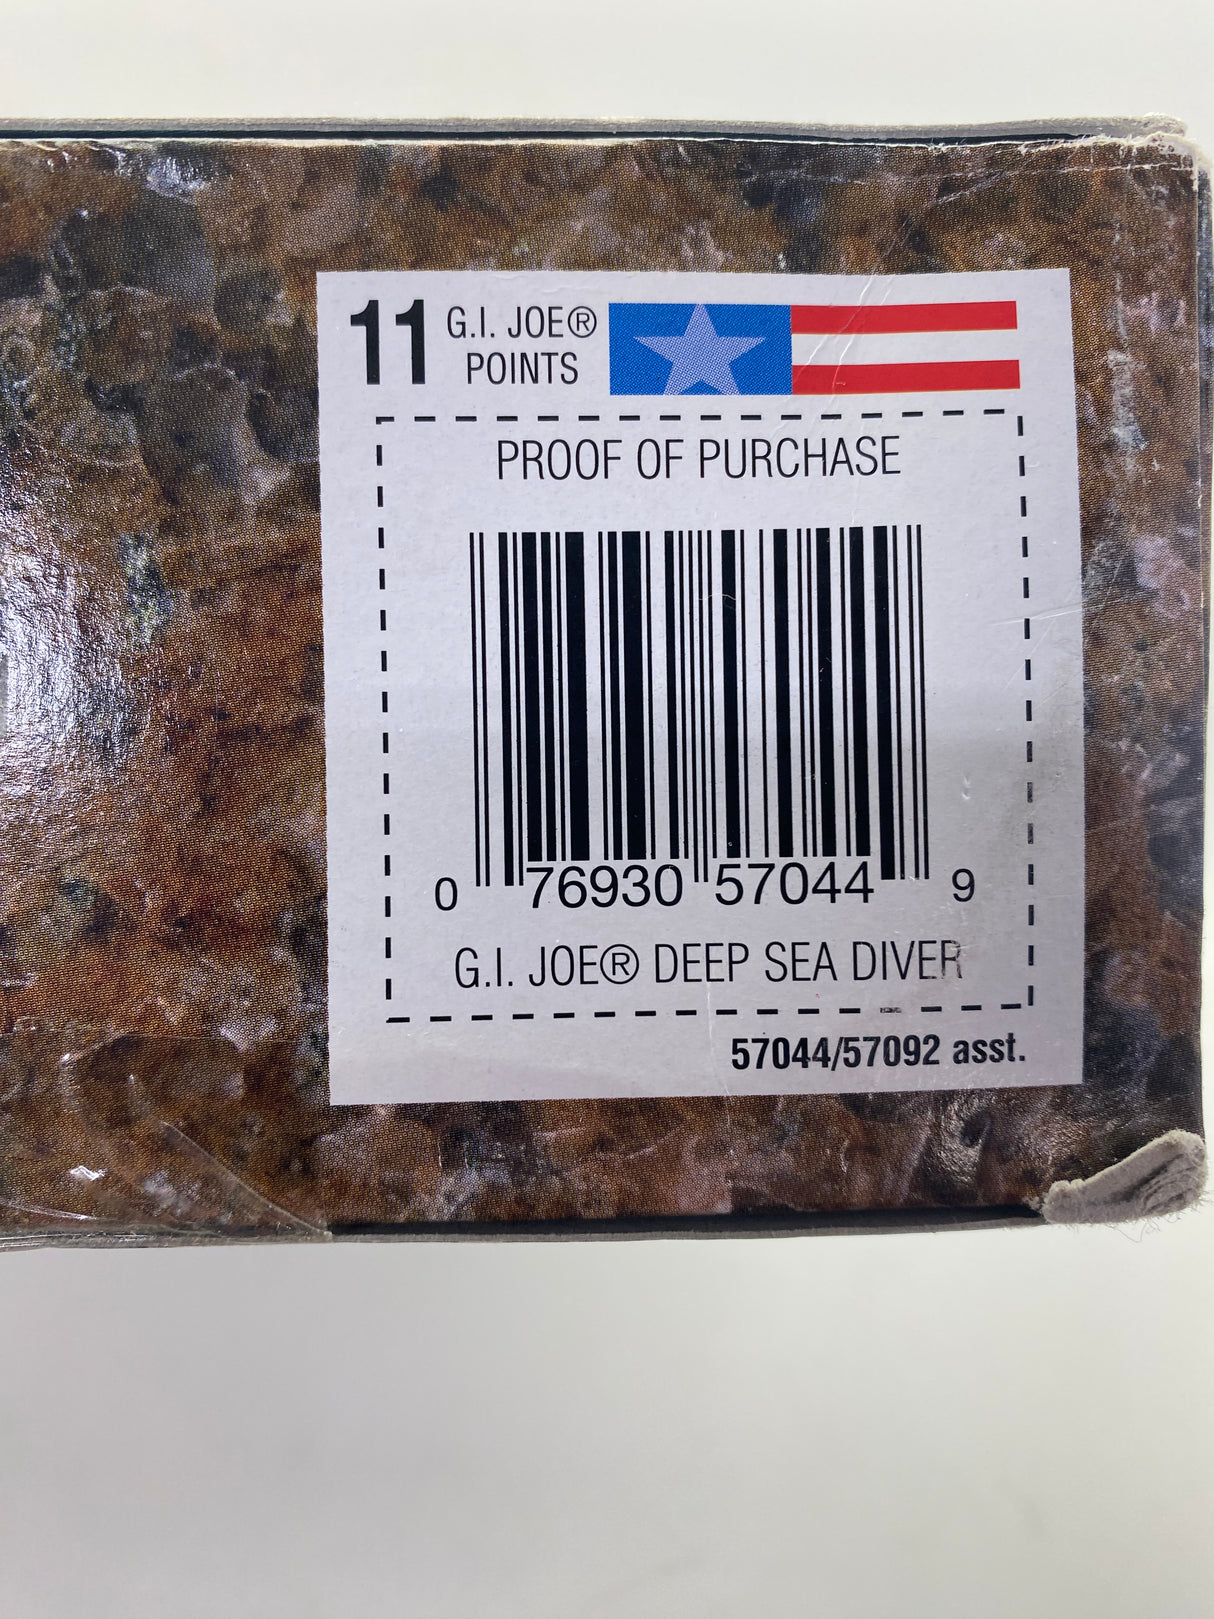 11 G.I. JOE®
POINTS
PROOF OF PURCHASE
0 76930 57044 9
G.I. JOE® DEEP SEA DIVER
57044/57092 asst.